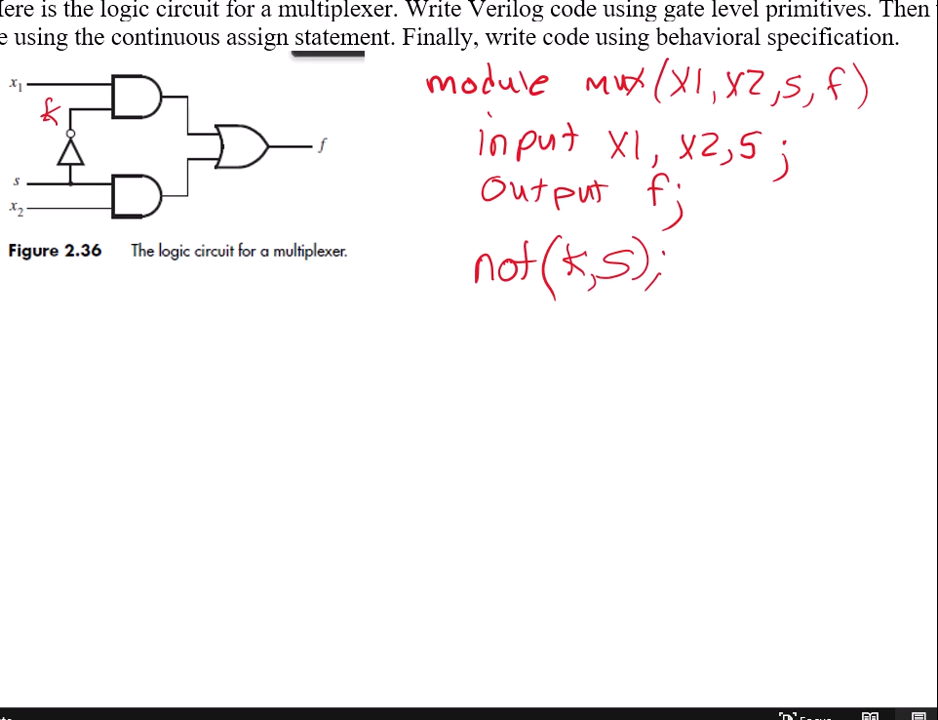 ere is the logic circuit for a multiplexer. Write Verilog code using gate level primitives. Then
e using the continuous assign statement. Finally, write code using behavioral specification.
module mux(x1,x2,s,f)
input x1, x2,s;
output f;
not(k,s);
x1
k
s
x2
f
Figure 2.36 The logic circuit for a multiplexer.